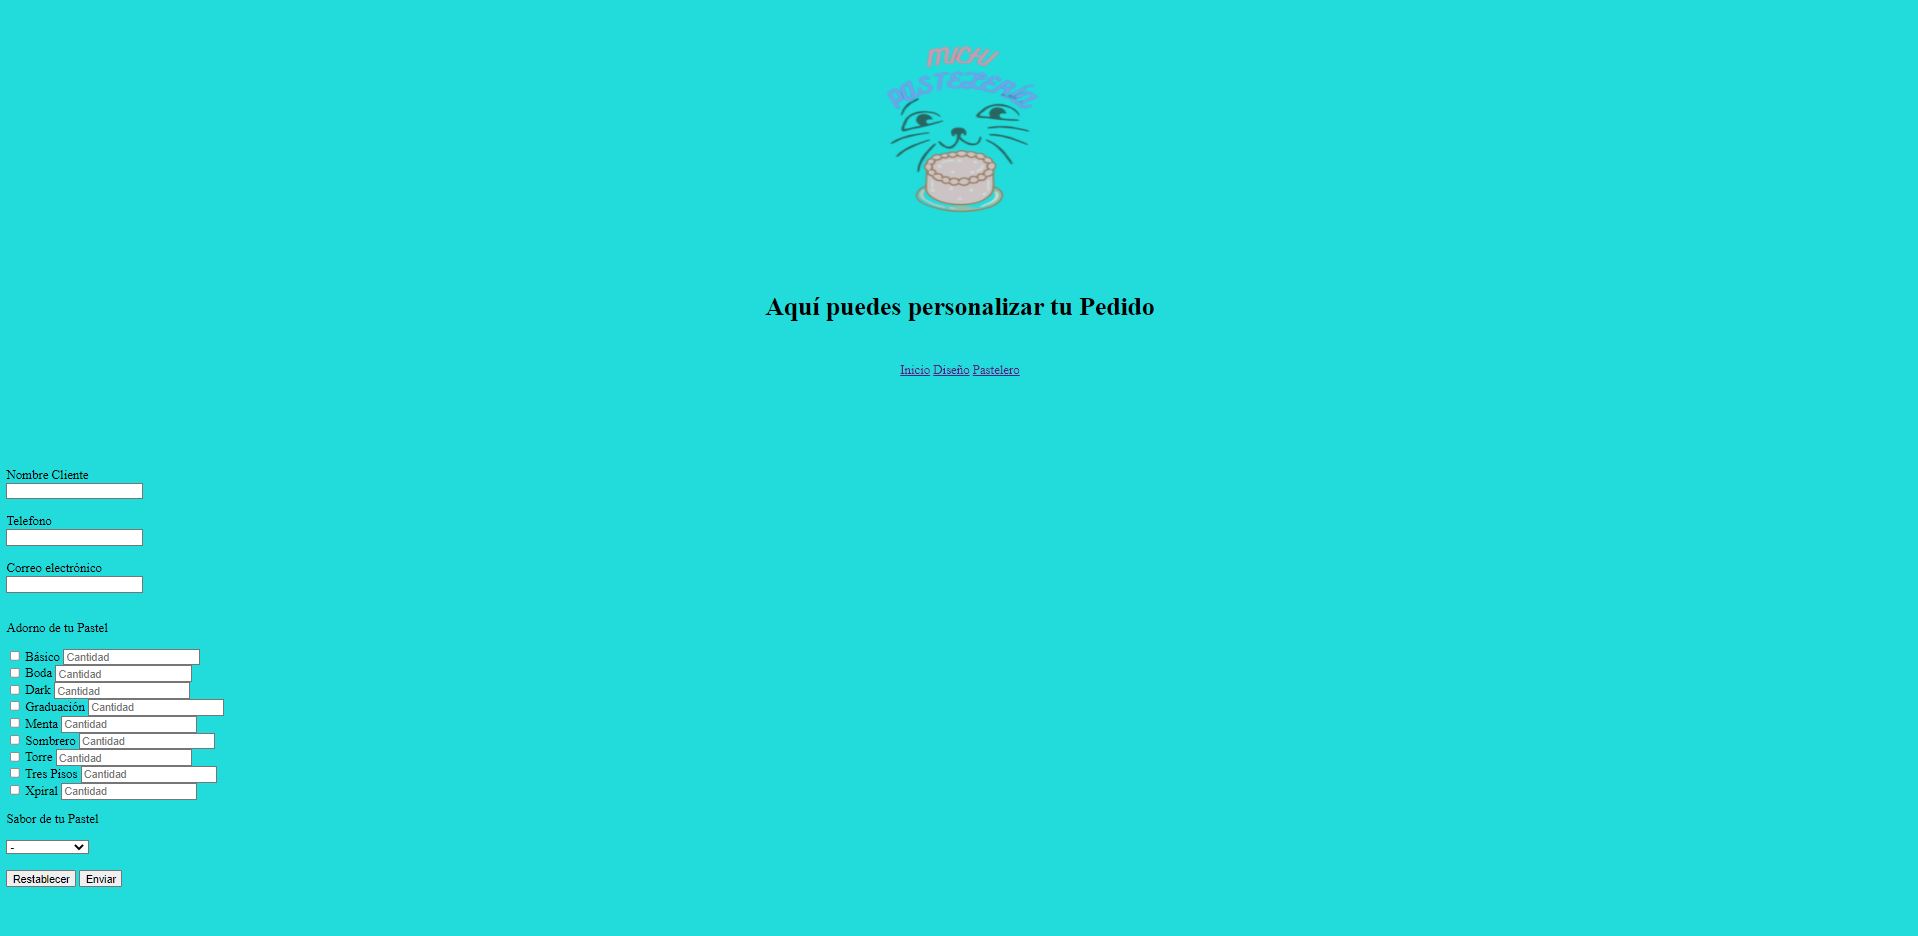 MICHI
PASTELERÍA
Aquí puedes personalizar tu Pedido
Inicio Diseño Pastelero
Nombre Cliente
Telefono
Correo electrónico
Adorno de tu Pastel
Básico Cantidad
Boda Cantidad
Dark Cantidad
Graduación Cantidad
Menta Cantidad
Sombrero Cantidad
Torre Cantidad
Tres Pisos Cantidad
Xpiral Cantidad
Sabor de tu Pastel
-
Restablecer Enviar